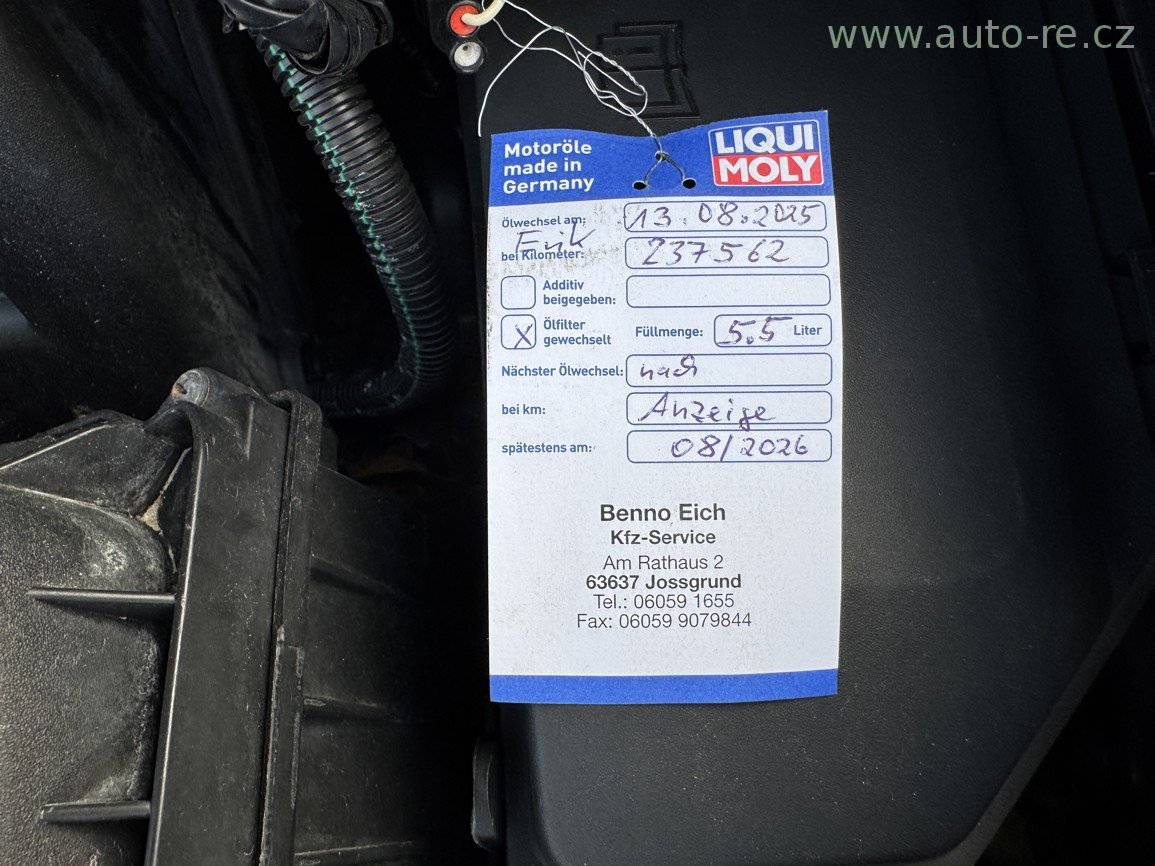 www.auto-re.cz
Motoröle
made in
Germany
LIQUI
MOLY
Ölwechsel am: 13.08.2025
Erik
bei Kilometer: 237562
Additiv
beigegeben:
X Ölfilter
gewechselt
Füllmenge: 5.5 Liter
Nächster Ölwechsel: nach
bei km: Anzeige
spätestens am: 08/2026
Benno Eich
Kfz-Service
Am Rathaus 2
63637 Jossgrund
Tel.: 06059 1655
Fax: 06059 9079844